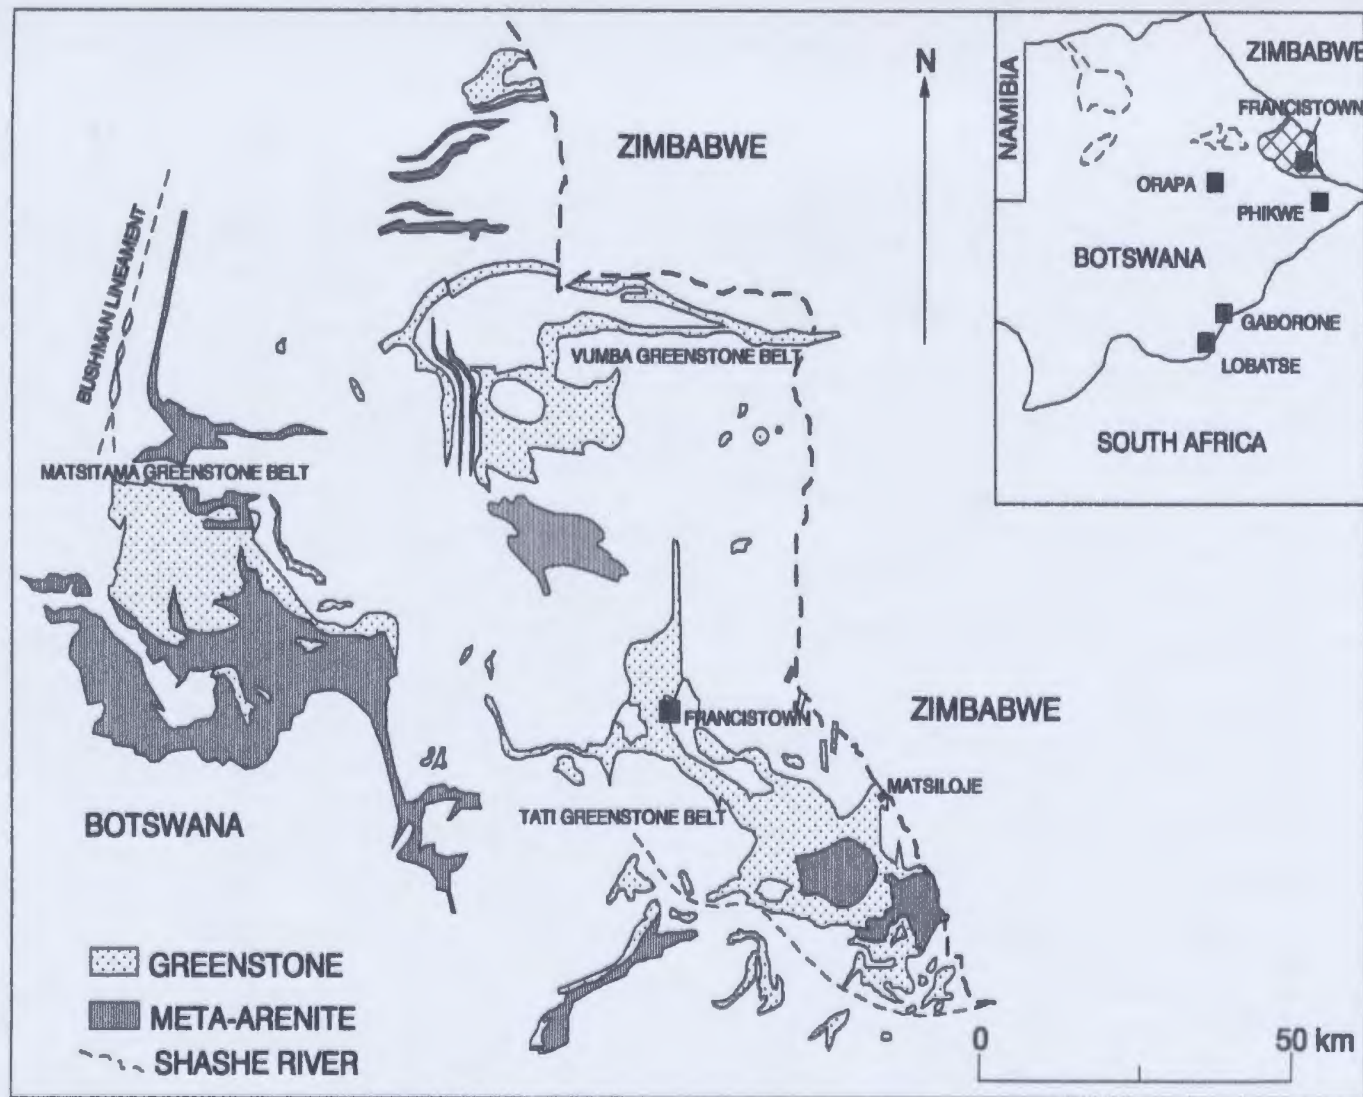 N
ZIMBABWE
BUSHMAN LINEAMENT
VUMBA GREENSTONE BELT
MATSITAMA GREENSTONE BELT
FRANCISTOWN
ZIMBABWE
MATSILOJE
TATI GREENSTONE BELT
BOTSWANA
GREENSTONE
META-ARENITE
SHASHE RIVER
0
50 km
NAMIBIA
ZIMBABWE
FRANCISTOWN
ORAPA
PHIKWE
BOTSWANA
GABORONE
LOBATSE
SOUTH AFRICA